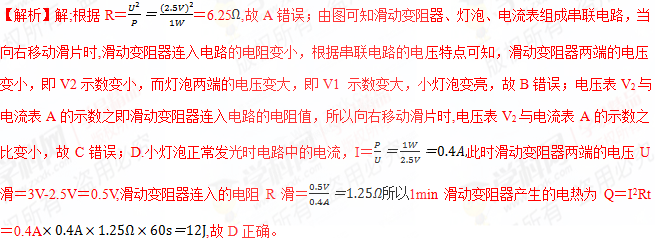 【解析】解;根据 R＝U²/P＝(2.5V)²/1W＝6.25Ω,故 A 错误；由图可知滑动变阻器、灯泡、电流表组成串联电路，当
向右移动滑片时,滑动变阻器连入电路的电阻变小，根据串联电路的电压特点可知，滑动变阻器两端的电压
变小，即 V2 示数变小，而灯泡两端的电压变大，即 V1 示数变大，小灯泡变亮，故 B 错误；电压表 V₂与
电流表 A 的示数之即滑动变阻器连入电路的电阻值，所以向右移动滑片时,电压表 V₂与电流表 A 的示数之
比变小，故 C 错误；D.小灯泡正常发光时电路中的电流，I＝P/U＝1W/2.5V＝0.4A,此时滑动变阻器两端的电压 U
滑＝3V-2.5V＝0.5V,滑动变阻器连入的电阻 R 滑＝0.5V/0.4A＝1.25Ω所以1min 滑动变阻器产生的电热为 Q＝I²Rt
＝0.4A×0.4A×1.25Ω×60s＝12J,故 D 正确。